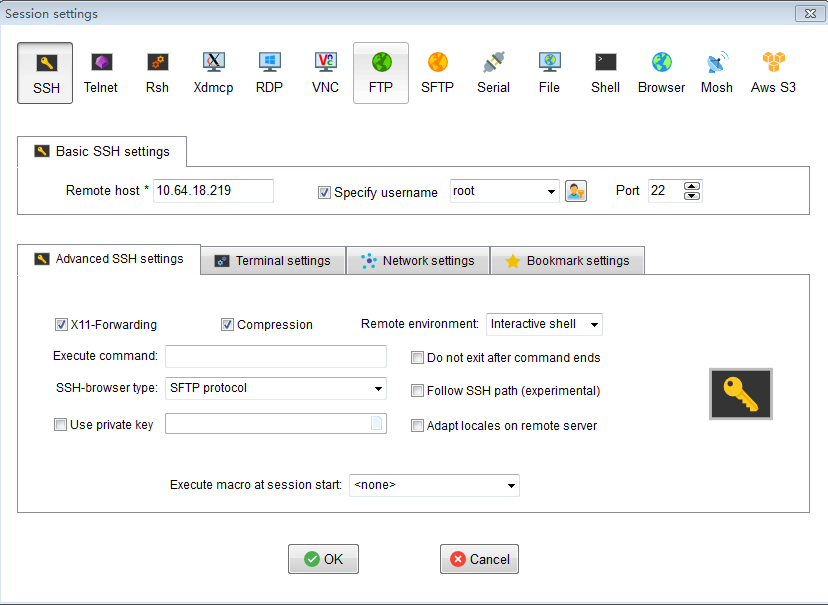 Session settings
SSH Telnet Rsh Xdmcp RDP VNC FTP SFTP Serial File Shell Browser Mosh Aws S3
Basic SSH settings
Remote host * 10.64.18.219 Specify username root Port 22
Advanced SSH settings Terminal settings Network settings Bookmark settings
X11-Forwarding Compression Remote environment: Interactive shell
Execute command: Do not exit after command ends
SSH-browser type: SFTP protocol Follow SSH path (experimental)
Use private key Adapt locales on remote server
Execute macro at session start: <none>
OK Cancel